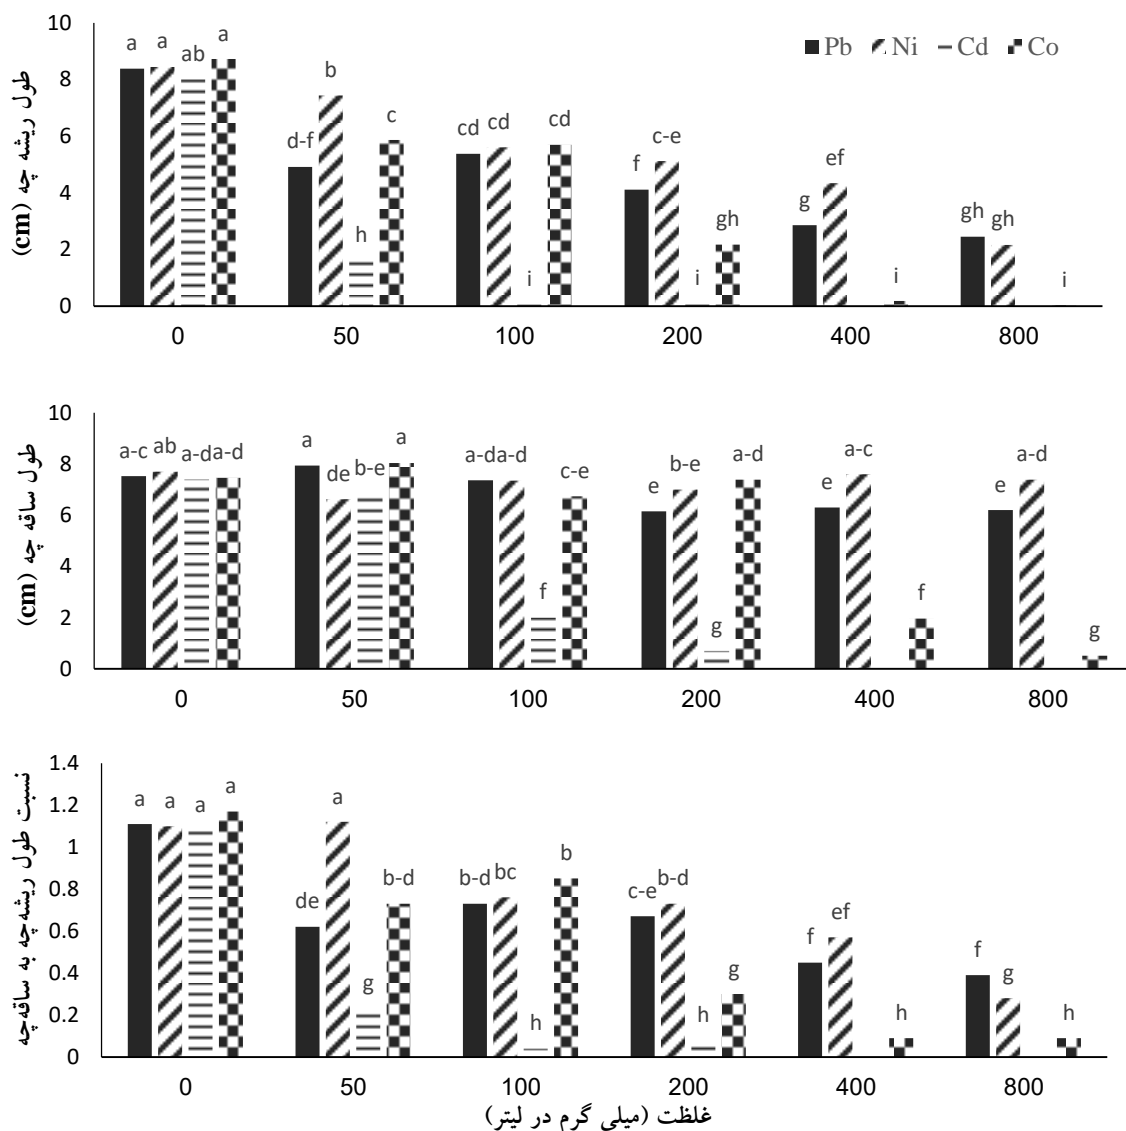 10
8
6
4
2
0
طول ریشه چه (cm))
Pb Ni Cd Co
a a ab a
d-f b h c
cd cd i cd
f c-e i gh
g ef i
gh gh i
0 50 100 200 400 800
10
8
6
4
2
0
طول ساقه چه (cm))
a-c ab a-d a-d
a de b-e a
a-d a-d f c-e
e b-e g a-d
e a-c f
e a-d g
0 50 100 200 400 800
1.4
1.2
1
0.8
0.6
0.4
0.2
0
نسبت طول ریشه‌چه به ساقه‌چه
a a a a
de a g b-d
b-d bc h b
c-e b-d h g
f ef h
f g h
0 50 100 200 400 800
غلظت (میلی گرم در لیتر)